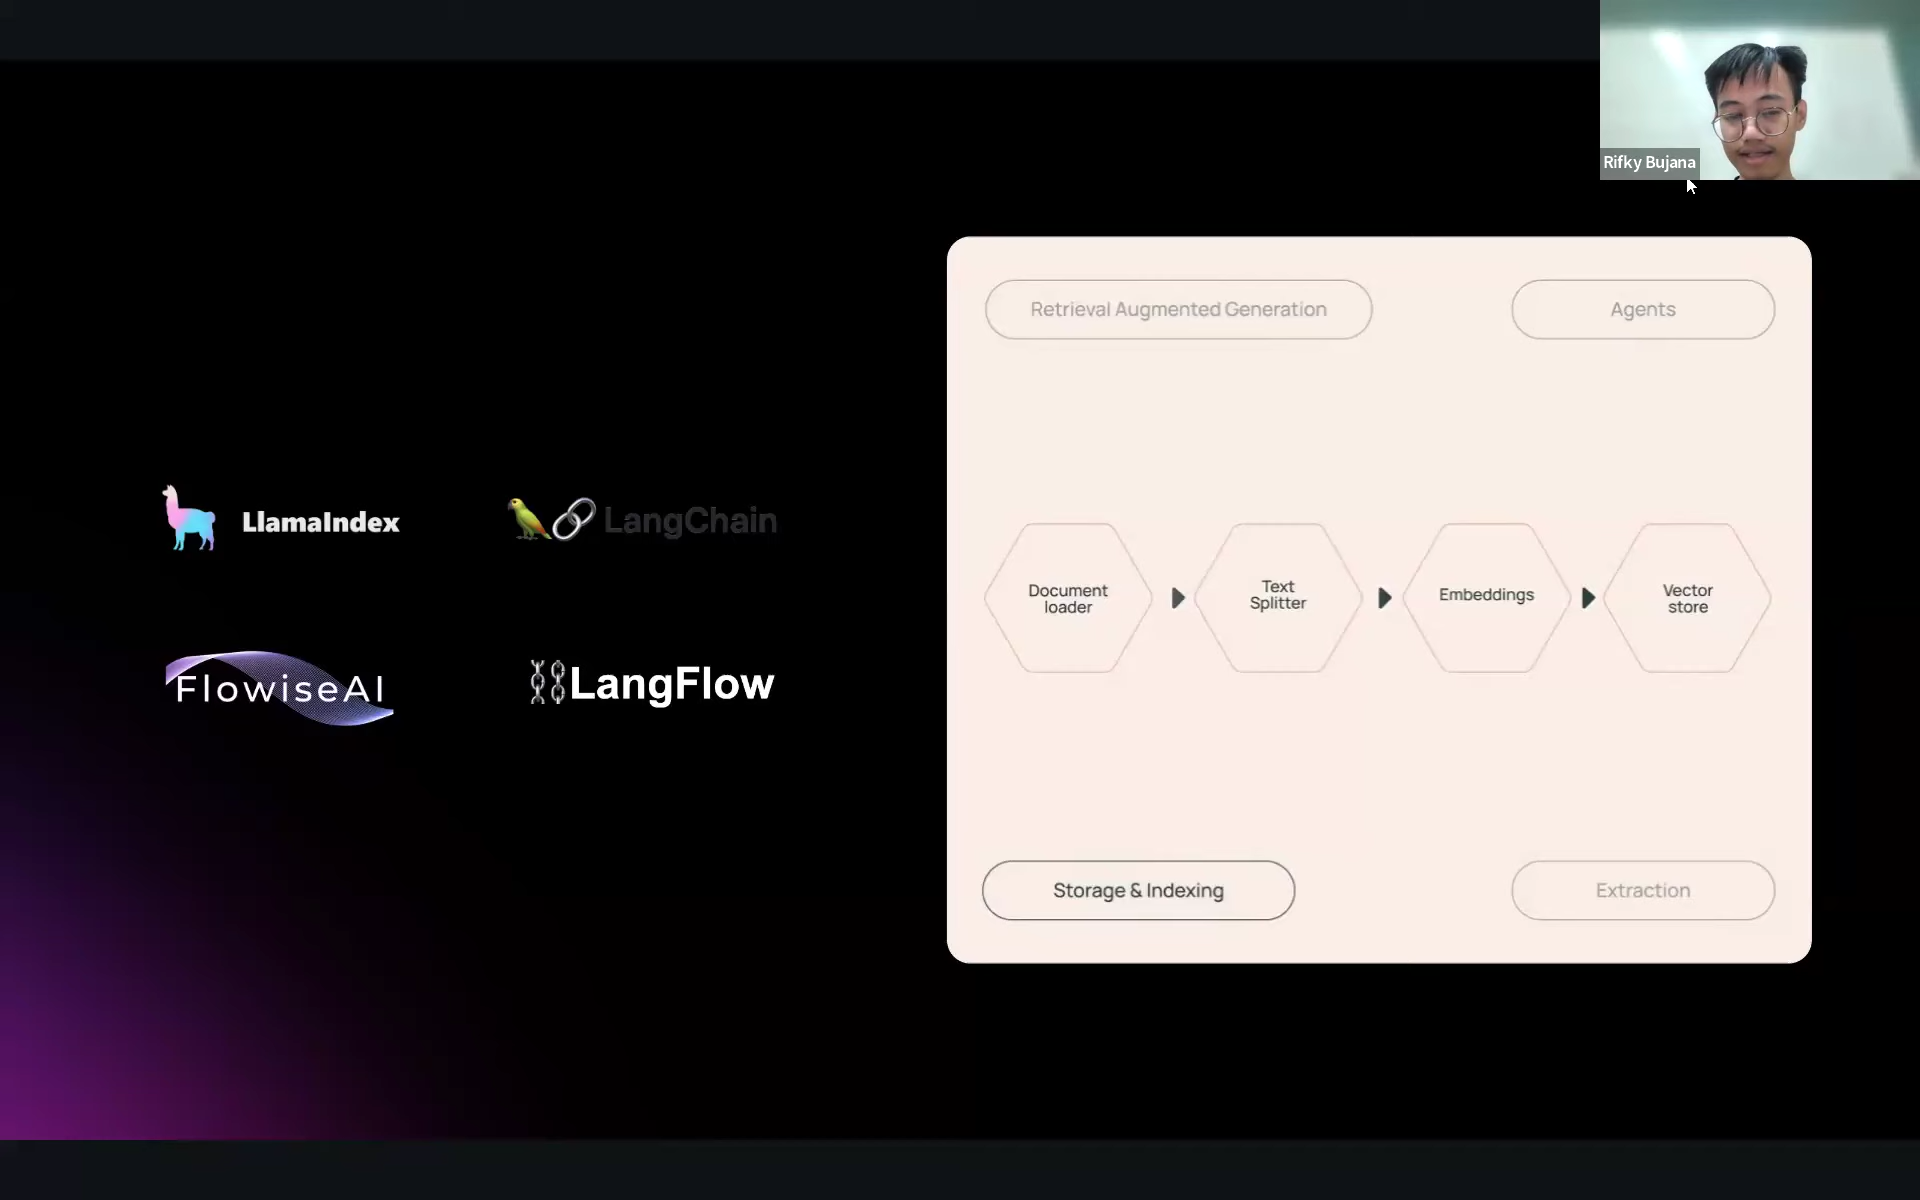 Rifky Bujana
LlamaIndex
LangChain
FlowiseAI
LangFlow
Retrieval Augmented Generation
Agents
Document
loader
Text
Splitter
Embeddings
Vector
store
Storage & Indexing
Extraction